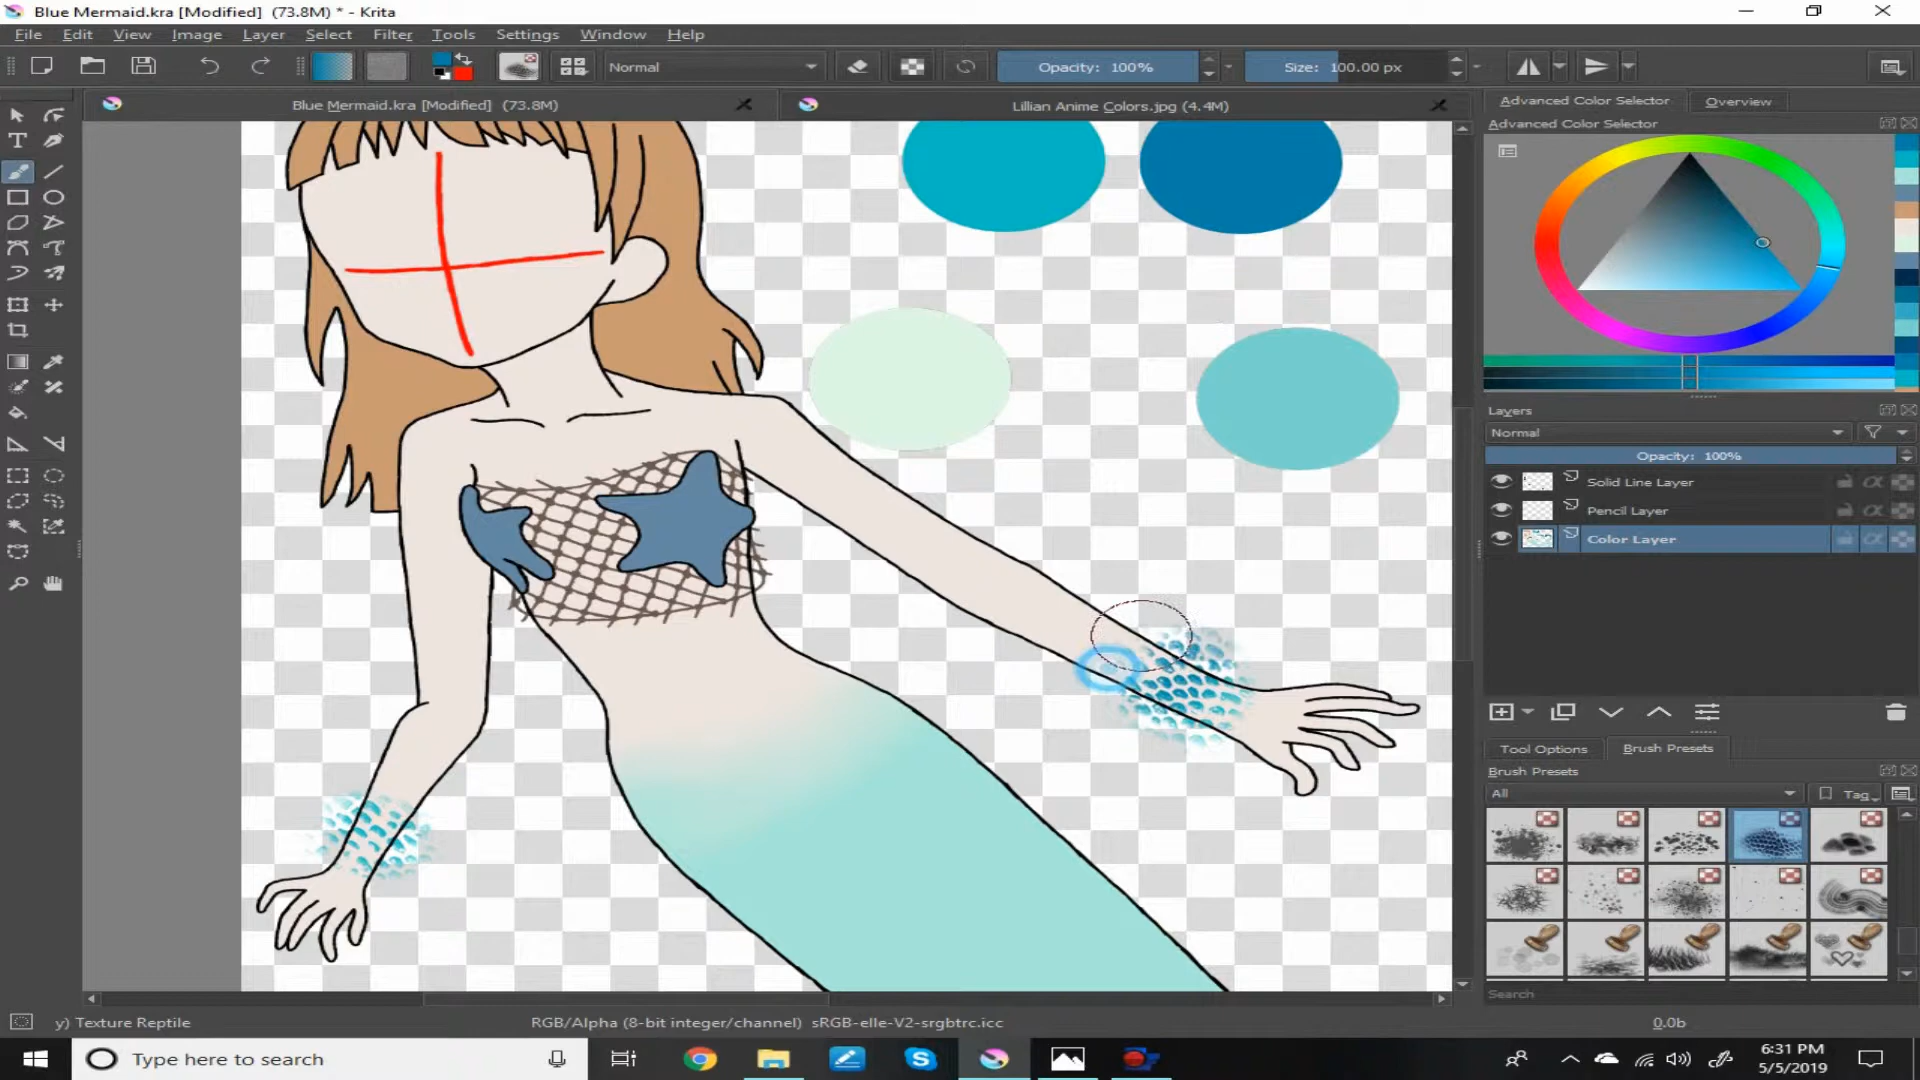 Blue Mermaid.kra [Modified]  (73.8M) * - Krita
File Edit View Image Layer Filter Tools Settings Window Help
Normal Opacity: 100% Size: 100.00 px
Blue Mermaid.kra [Modified]  (73.8M) Lillian Anime Colors.jpg (4.4M)
Advanced Color Selector Overview
Advanced Color Selector
Layers
Normal
Opacity: 100%
Solid Line Layer
Pencil Layer
Color Layer
Tool Options Brush Presets
Brush Presets
All Tag
Search
y) Texture Reptile RGB/Alpha (8-bit integer/channel)  sRGB-elle-V2-srgbtrc.icc 0.0b
Type here to search
6:31 PM
5/5/2019